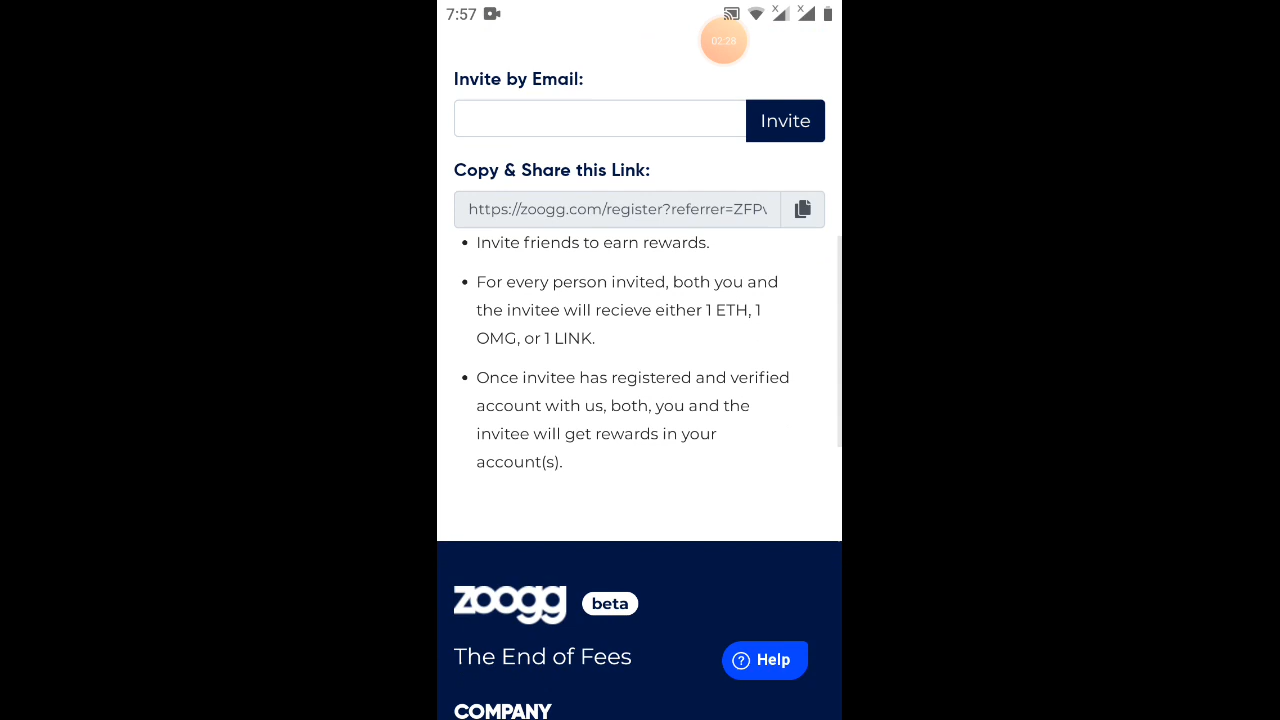 7:57
02:28
Invite by Email:
Invite
Copy & Share this Link:
https://zoogg.com/register?referrer=ZFPv
• Invite friends to earn rewards.
• For every person invited, both you and
the invitee will recieve either 1 ETH, 1
OMG, or 1 LINK.
• Once invitee has registered and verified
account with us, both, you and the
invitee will get rewards in your
account(s).
zoogg beta
The End of Fees
Help
COMPANY